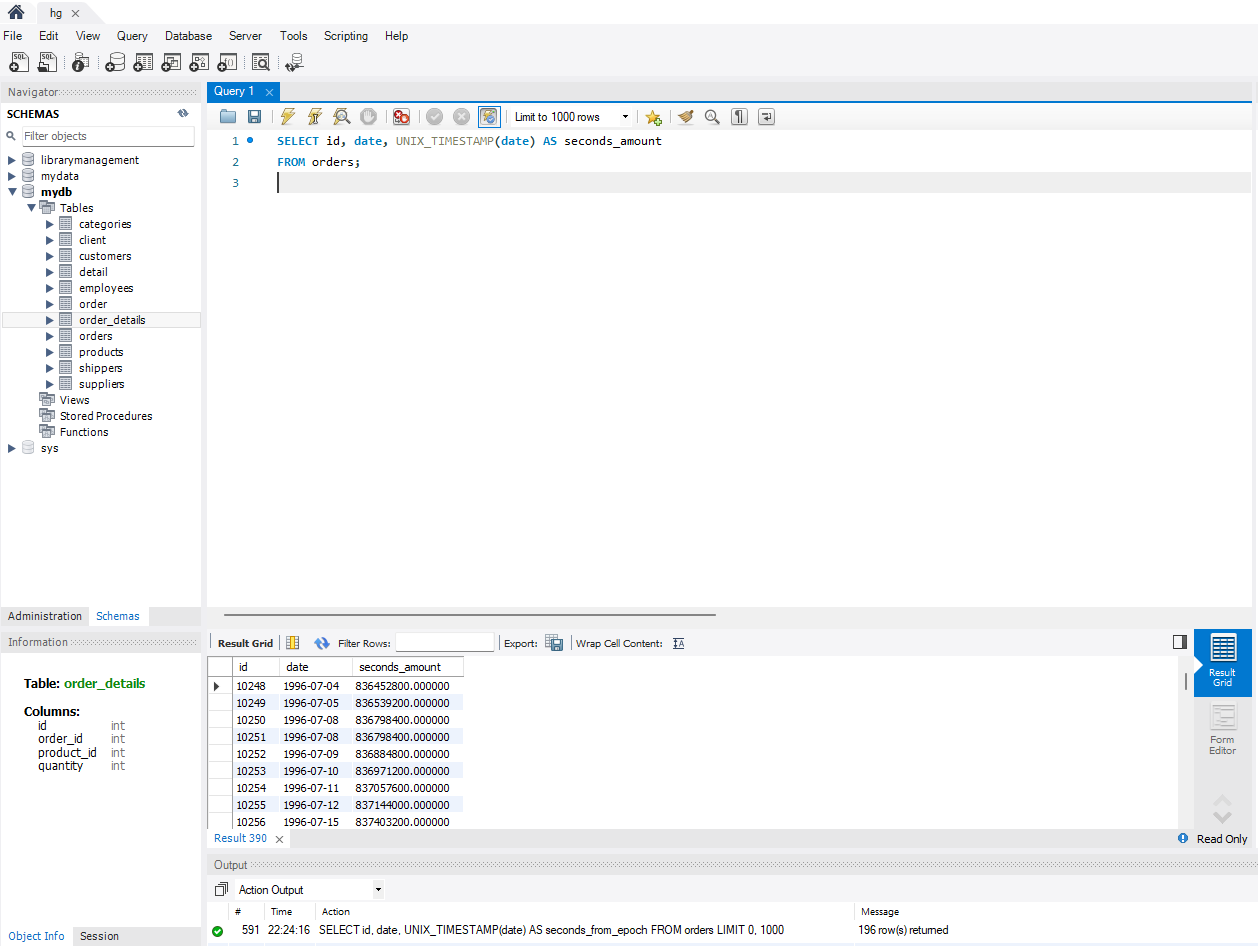 hg
File Edit View Query Database Server Tools Scripting Help
Navigator
SCHEMAS
Filter objects
librarymanagement
mydata
mydb
Tables
categories
client
customers
detail
employees
order
order_details
orders
products
shippers
suppliers
Views
Stored Procedures
Functions
sys
Administration Schemas
Information
Table: order_details
Columns:
id int
order_id int
product_id int
quantity int
Object Info Session
Query 1
Limit to 1000 rows
1 SELECT id, date, UNIX_TIMESTAMP(date) AS seconds_amount
2 FROM orders;
3
Result Grid Filter Rows: Export: Wrap Cell Content:
id date seconds_amount
10248 1996-07-04 836452800.000000
10249 1996-07-05 836539200.000000
10250 1996-07-08 836798400.000000
10251 1996-07-08 836798400.000000
10252 1996-07-09 836884800.000000
10253 1996-07-10 836971200.000000
10254 1996-07-11 837057600.000000
10255 1996-07-12 837144000.000000
10256 1996-07-15 837403200.000000
Result Grid
Form Editor
Result 390
Read Only
Output
Action Output
# Time Action Message
591 22:24:16 SELECT id, date, UNIX_TIMESTAMP(date) AS seconds_from_epoch FROM orders LIMIT 0, 1000 196 row(s) returned